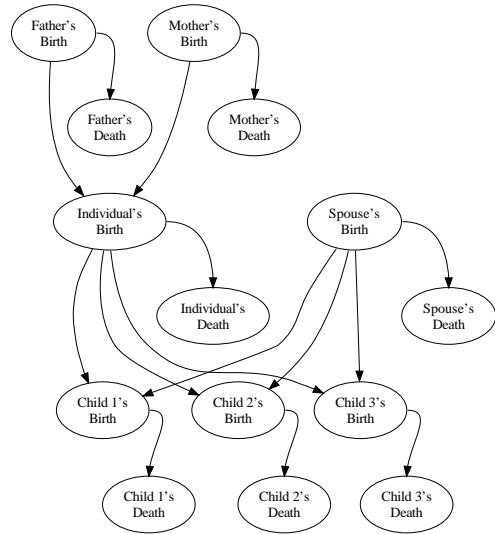 Father’s
Birth
Mother’s
Birth
Father’s
Death
Mother’s
Death
Individual’s
Birth
Spouse’s
Birth
Individual’s
Death
Spouse’s
Death
Child 1’s
Birth
Child 2’s
Birth
Child 3’s
Birth
Child 1’s
Death
Child 2’s
Death
Child 3’s
Death